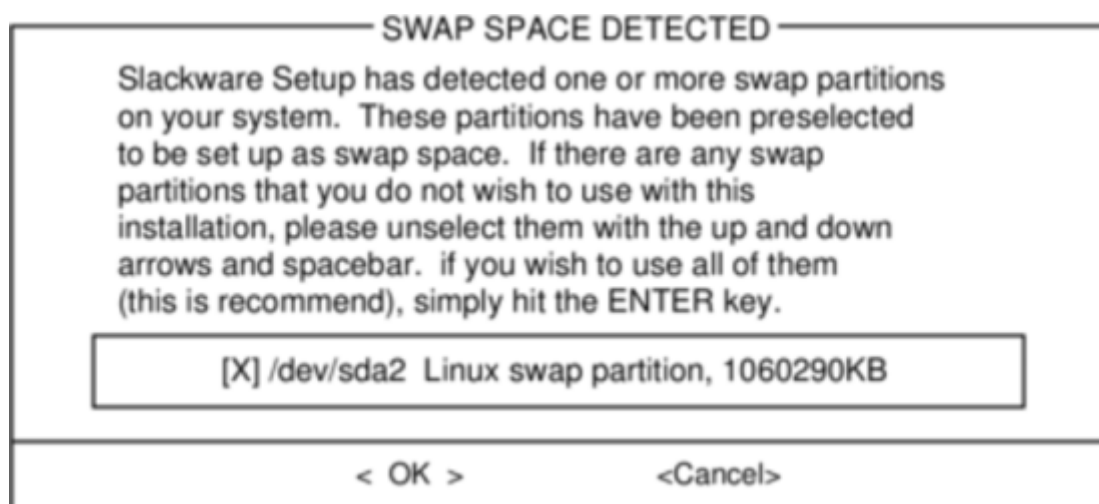 SWAP SPACE DETECTED
Slackware Setup has detected one or more swap partitions
on your system. These partitions have been preselected
to be set up as swap space. If there are any swap
partitions that you do not wish to use with this
installation, please unselect them with the up and down
arrows and spacebar. if you wish to use all of them
(this is recommend), simply hit the ENTER key.
[X] /dev/sda2 Linux swap partition, 1060290KB
< OK > <Cancel>